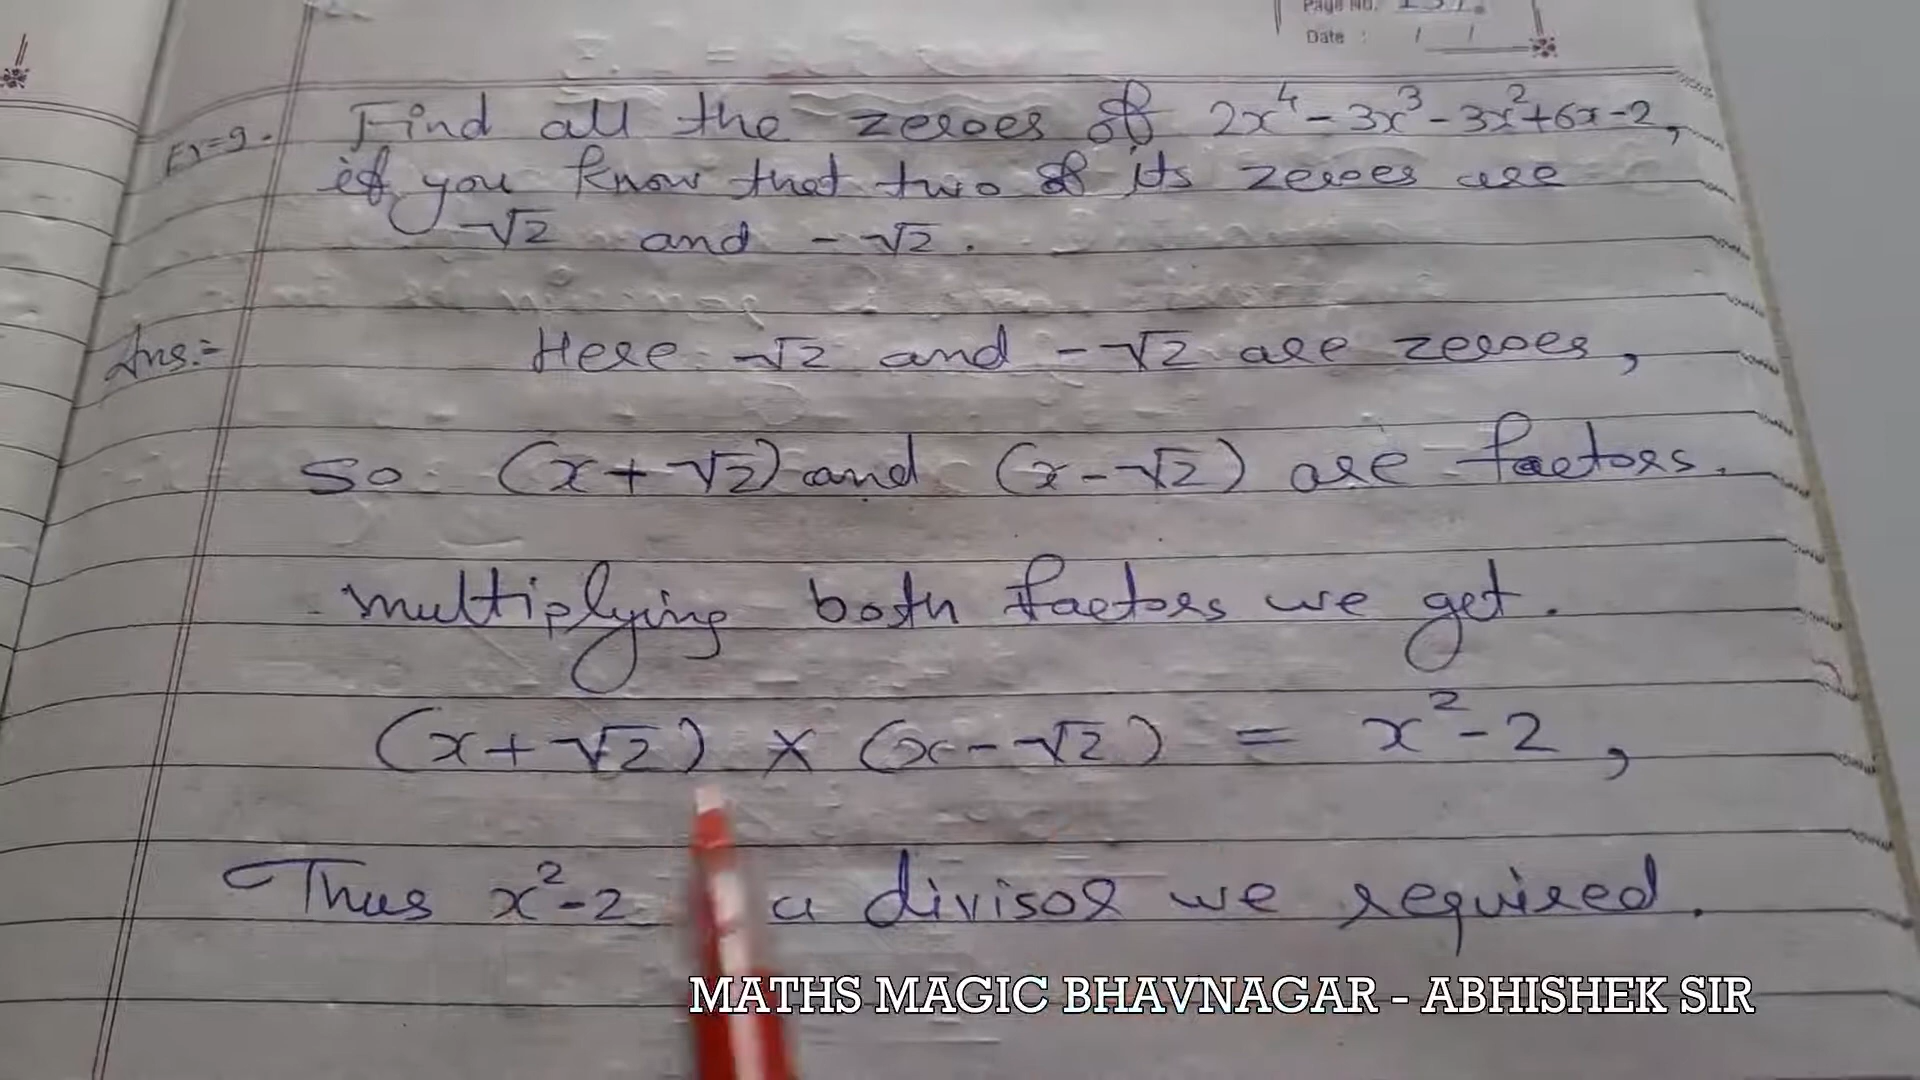 Page No. 137.
Date : / /
Ex=9. Find all the zeroes of 2x⁴-3x³-3x²+6x-2,
if you know that two of its zeroes are
√2 and -√2.
Ans:- Here √2 and -√2 are zeroes,
so (x+√2) and (x-√2) are factors.
multiplying both factors we get.
(x+√2) × (x-√2) = x²-2,
Thus x²-2 a divisor we required.
MATHS MAGIC BHAVNAGAR - ABHISHEK SIR